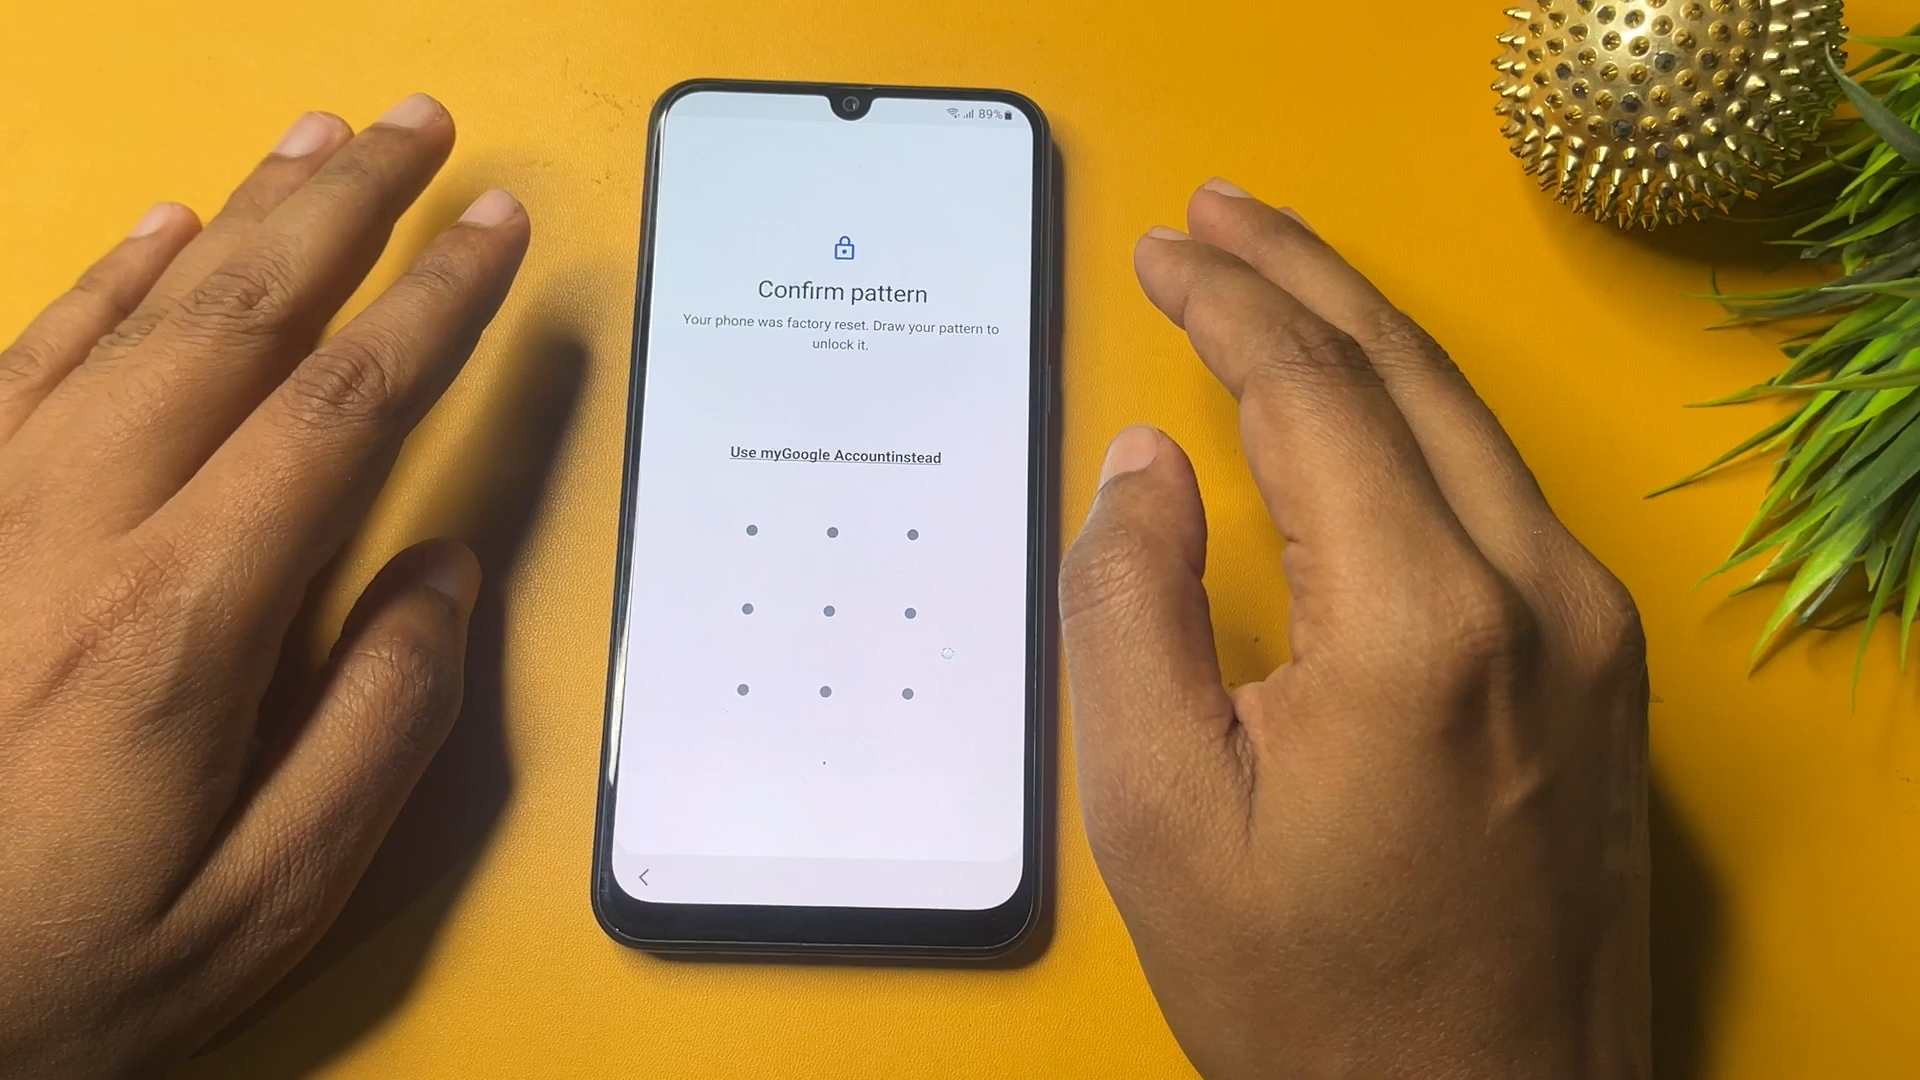 89%
Confirm pattern
Your phone was factory reset. Draw your pattern to
unlock it.
Use myGoogle Accountinstead